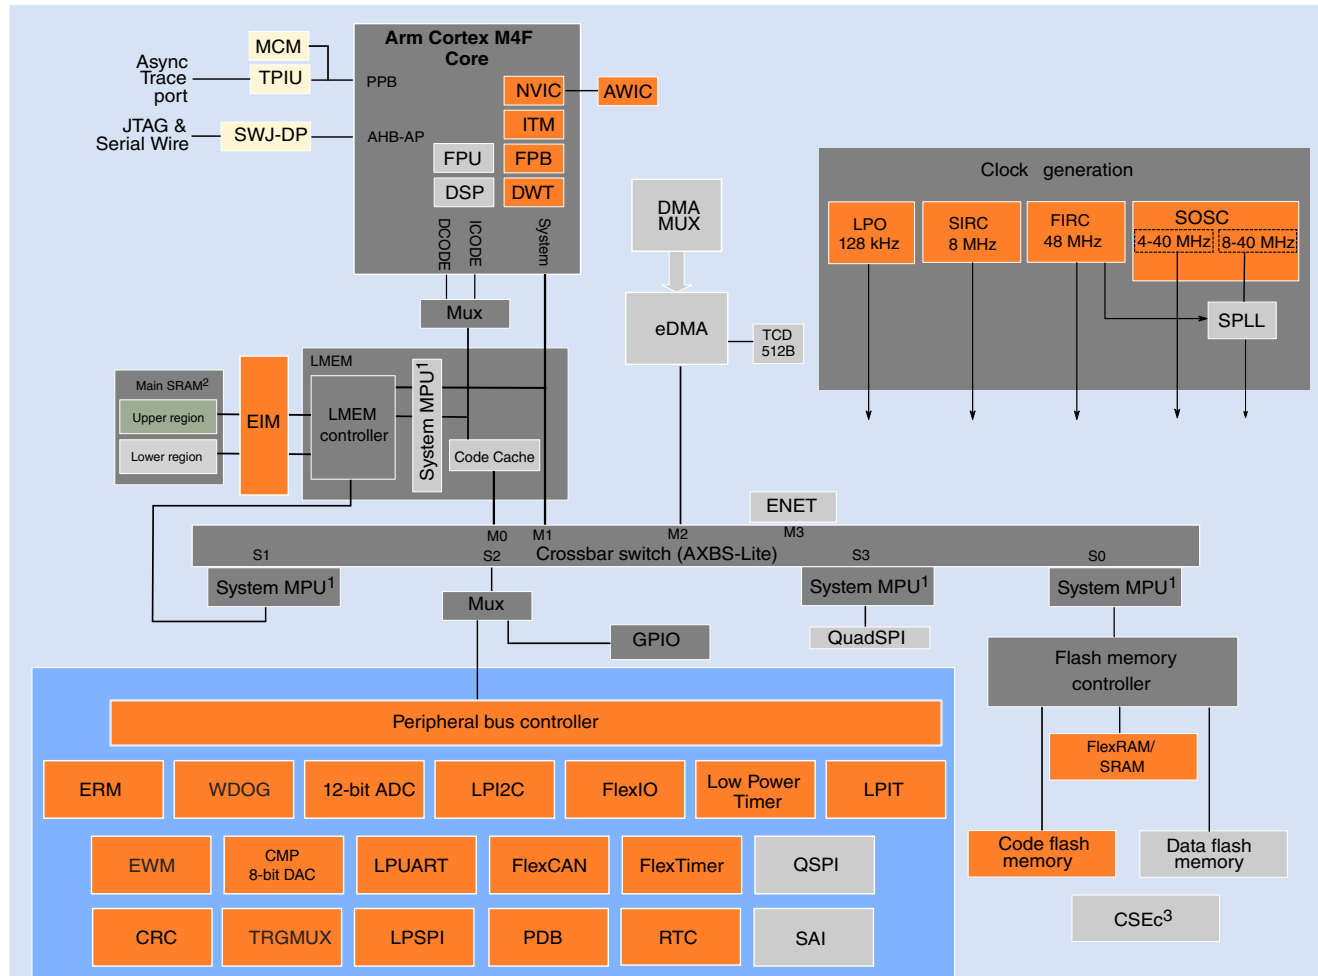 Arm Cortex M4F
Core
MCM
Async
Trace
port
TPIU
PPB
JTAG &
Serial Wire
SWJ-DP
AHB-AP
NVIC
AWIC
ITM
FPU
FPB
DSP
DWT
DCODE
ICODE
System
Mux
DMA
MUX
eDMA
TCD
512B
Clock generation
LPO
128 kHz
SIRC
8 MHz
FIRC
48 MHz
SOSC
4-40 MHz
8-40 MHz
SPLL
LMEM
Main SRAM2
Upper region
Lower region
EIM
LMEM
controller
System MPU1
Code Cache
ENET
M0
M1
M2
M3
Crossbar switch (AXBS-Lite)
S1
S2
S3
S0
System MPU1
Mux
System MPU1
System MPU1
GPIO
QuadSPI
Flash memory
controller
Peripheral bus controller
FlexRAM/
SRAM
ERM
WDOG
12-bit ADC
LPI2C
FlexIO
Low Power
Timer
LPIT
EWM
CMP
8-bit DAC
LPUART
FlexCAN
FlexTimer
QSPI
Code flash
memory
Data flash
memory
CRC
TRGMUX
LPSPI
PDB
RTC
SAI
CSEc3